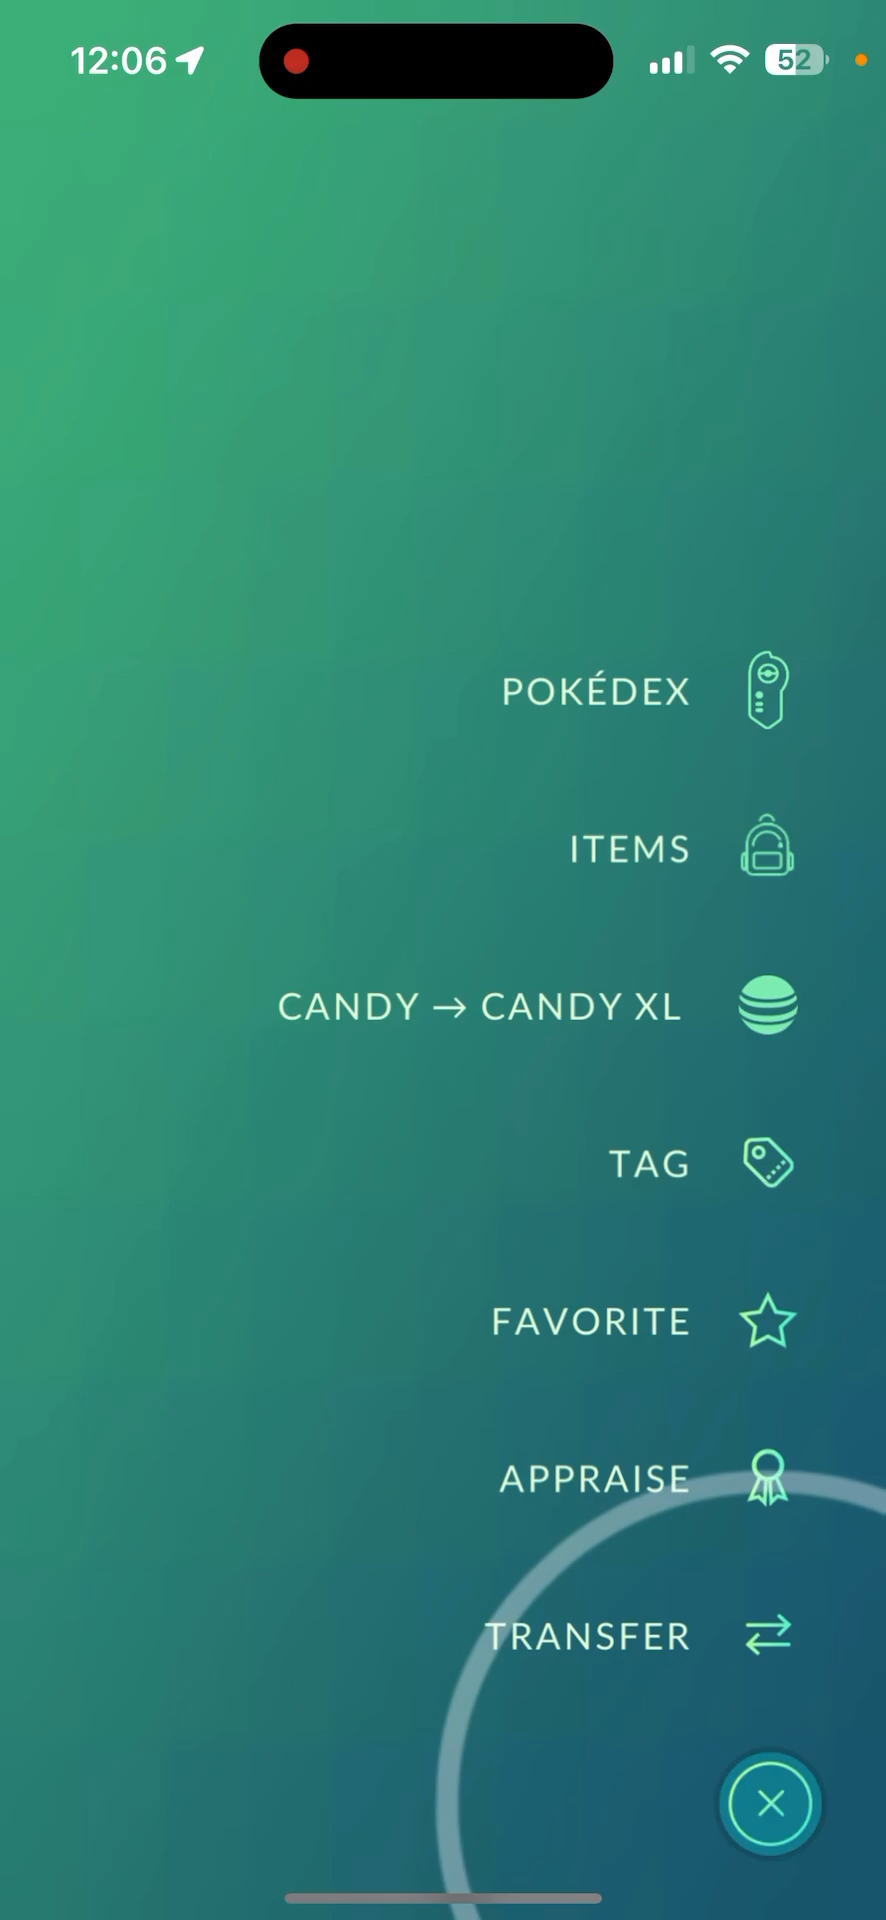 12:06
52
POKÉDEX
ITEMS
CANDY → CANDY XL
TAG
FAVORITE
APPRAISE
TRANSFER